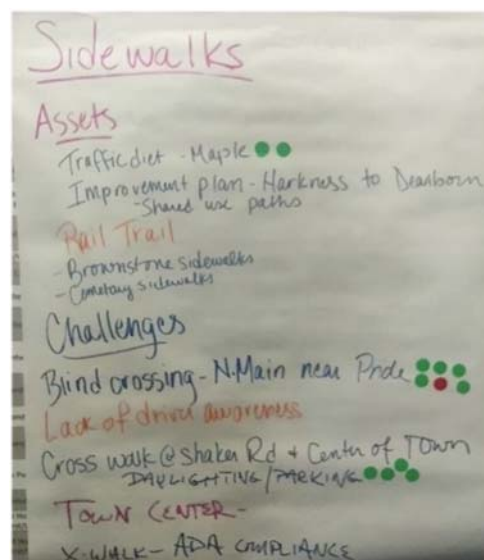 Sidewalks
Assets
Traffic diet - Maple
Improvement plan - Harkness to Dearborn
- Shared use paths
Rail Trail
- Brownstone sidewalks
- Cemetary sidewalks
Challenges
Blind crossing - N.Main near Pride
Lack of driver awareness
Cross walk @ Shaker Rd + Center of Town
DAYLIGHTING/PARKING
TOWN CENTER -
X-WALK - ADA COMPLIANCE